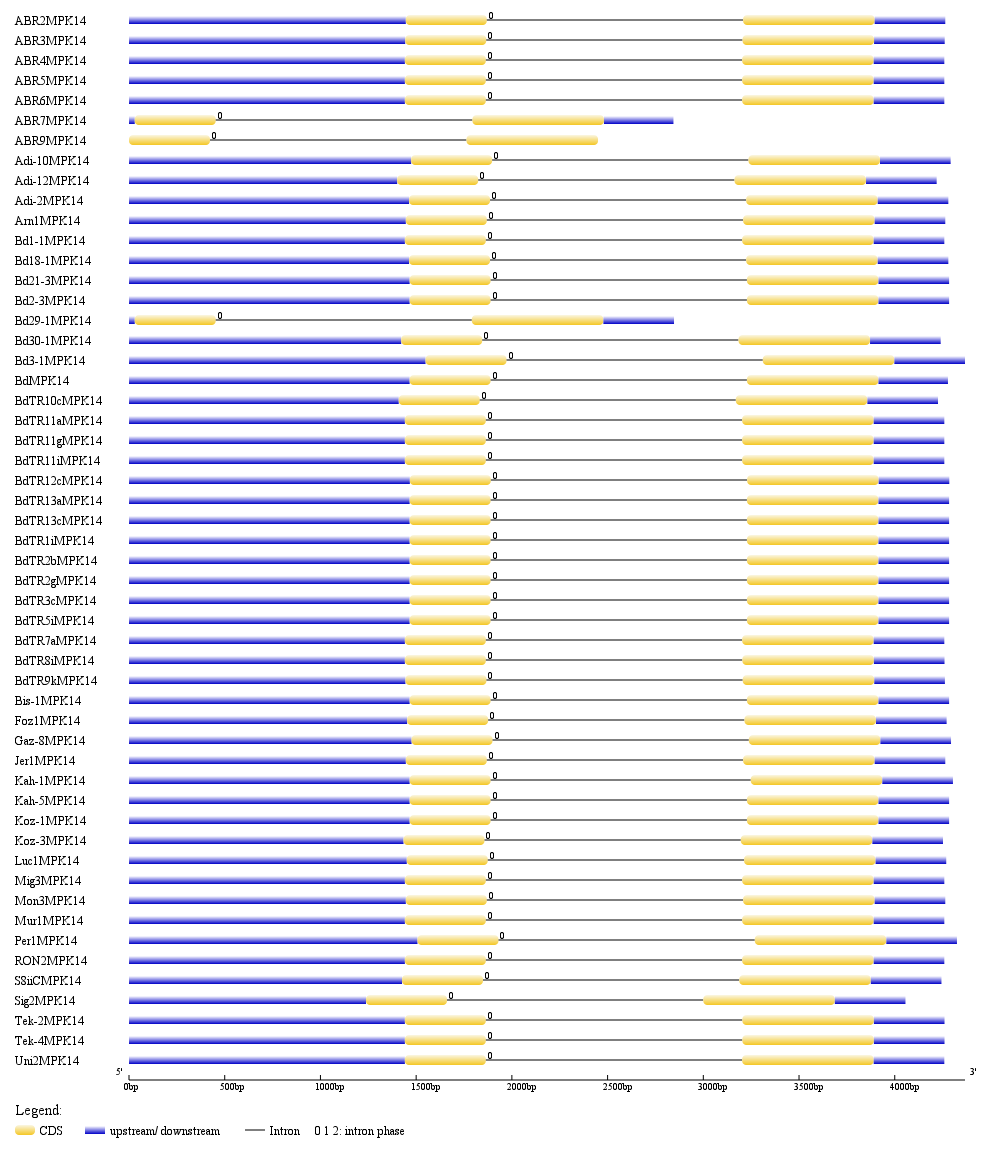 ABR2MPK14 0
ABR3MPK14 0
ABR4MPK14 0
ABR5MPK14 0
ABR6MPK14 0
ABR7MPK14 0
ABR9MPK14 0
Adi-10MPK14 0
Adi-12MPK14 0
Adi-2MPK14 0
Arn1MPK14 0
Bd1-1MPK14 0
Bd18-1MPK14 0
Bd21-3MPK14 0
Bd2-3MPK14 0
Bd29-1MPK14 0
Bd30-1MPK14 0
Bd3-1MPK14 0
BdMPK14 0
BdTR10cMPK14 0
BdTR11aMPK14 0
BdTR11gMPK14 0
BdTR11iMPK14 0
BdTR12cMPK14 0
BdTR13aMPK14 0
BdTR13cMPK14 0
BdTR1iMPK14 0
BdTR2bMPK14 0
BdTR2gMPK14 0
BdTR3cMPK14 0
BdTR5iMPK14 0
BdTR7aMPK14 0
BdTR8iMPK14 0
BdTR9kMPK14 0
Bis-1MPK14 0
Foz1MPK14 0
Gaz-8MPK14 0
Jer1MPK14 0
Kah-1MPK14 0
Kah-5MPK14 0
Koz-1MPK14 0
Koz-3MPK14 0
Luc1MPK14 0
Mig3MPK14 0
Mon3MPK14 0
Mur1MPK14 0
Per1MPK14 0
RON2MPK14 0
S8iiCMPK14 0
Sig2MPK14 0
Tek-2MPK14 0
Tek-4MPK14 0
Uni2MPK14 0
5' 3'
0bp 500bp 1000bp 1500bp 2000bp 2500bp 3000bp 3500bp 4000bp
Legend:
CDS upstream/ downstream Intron 0 1 2: intron phase